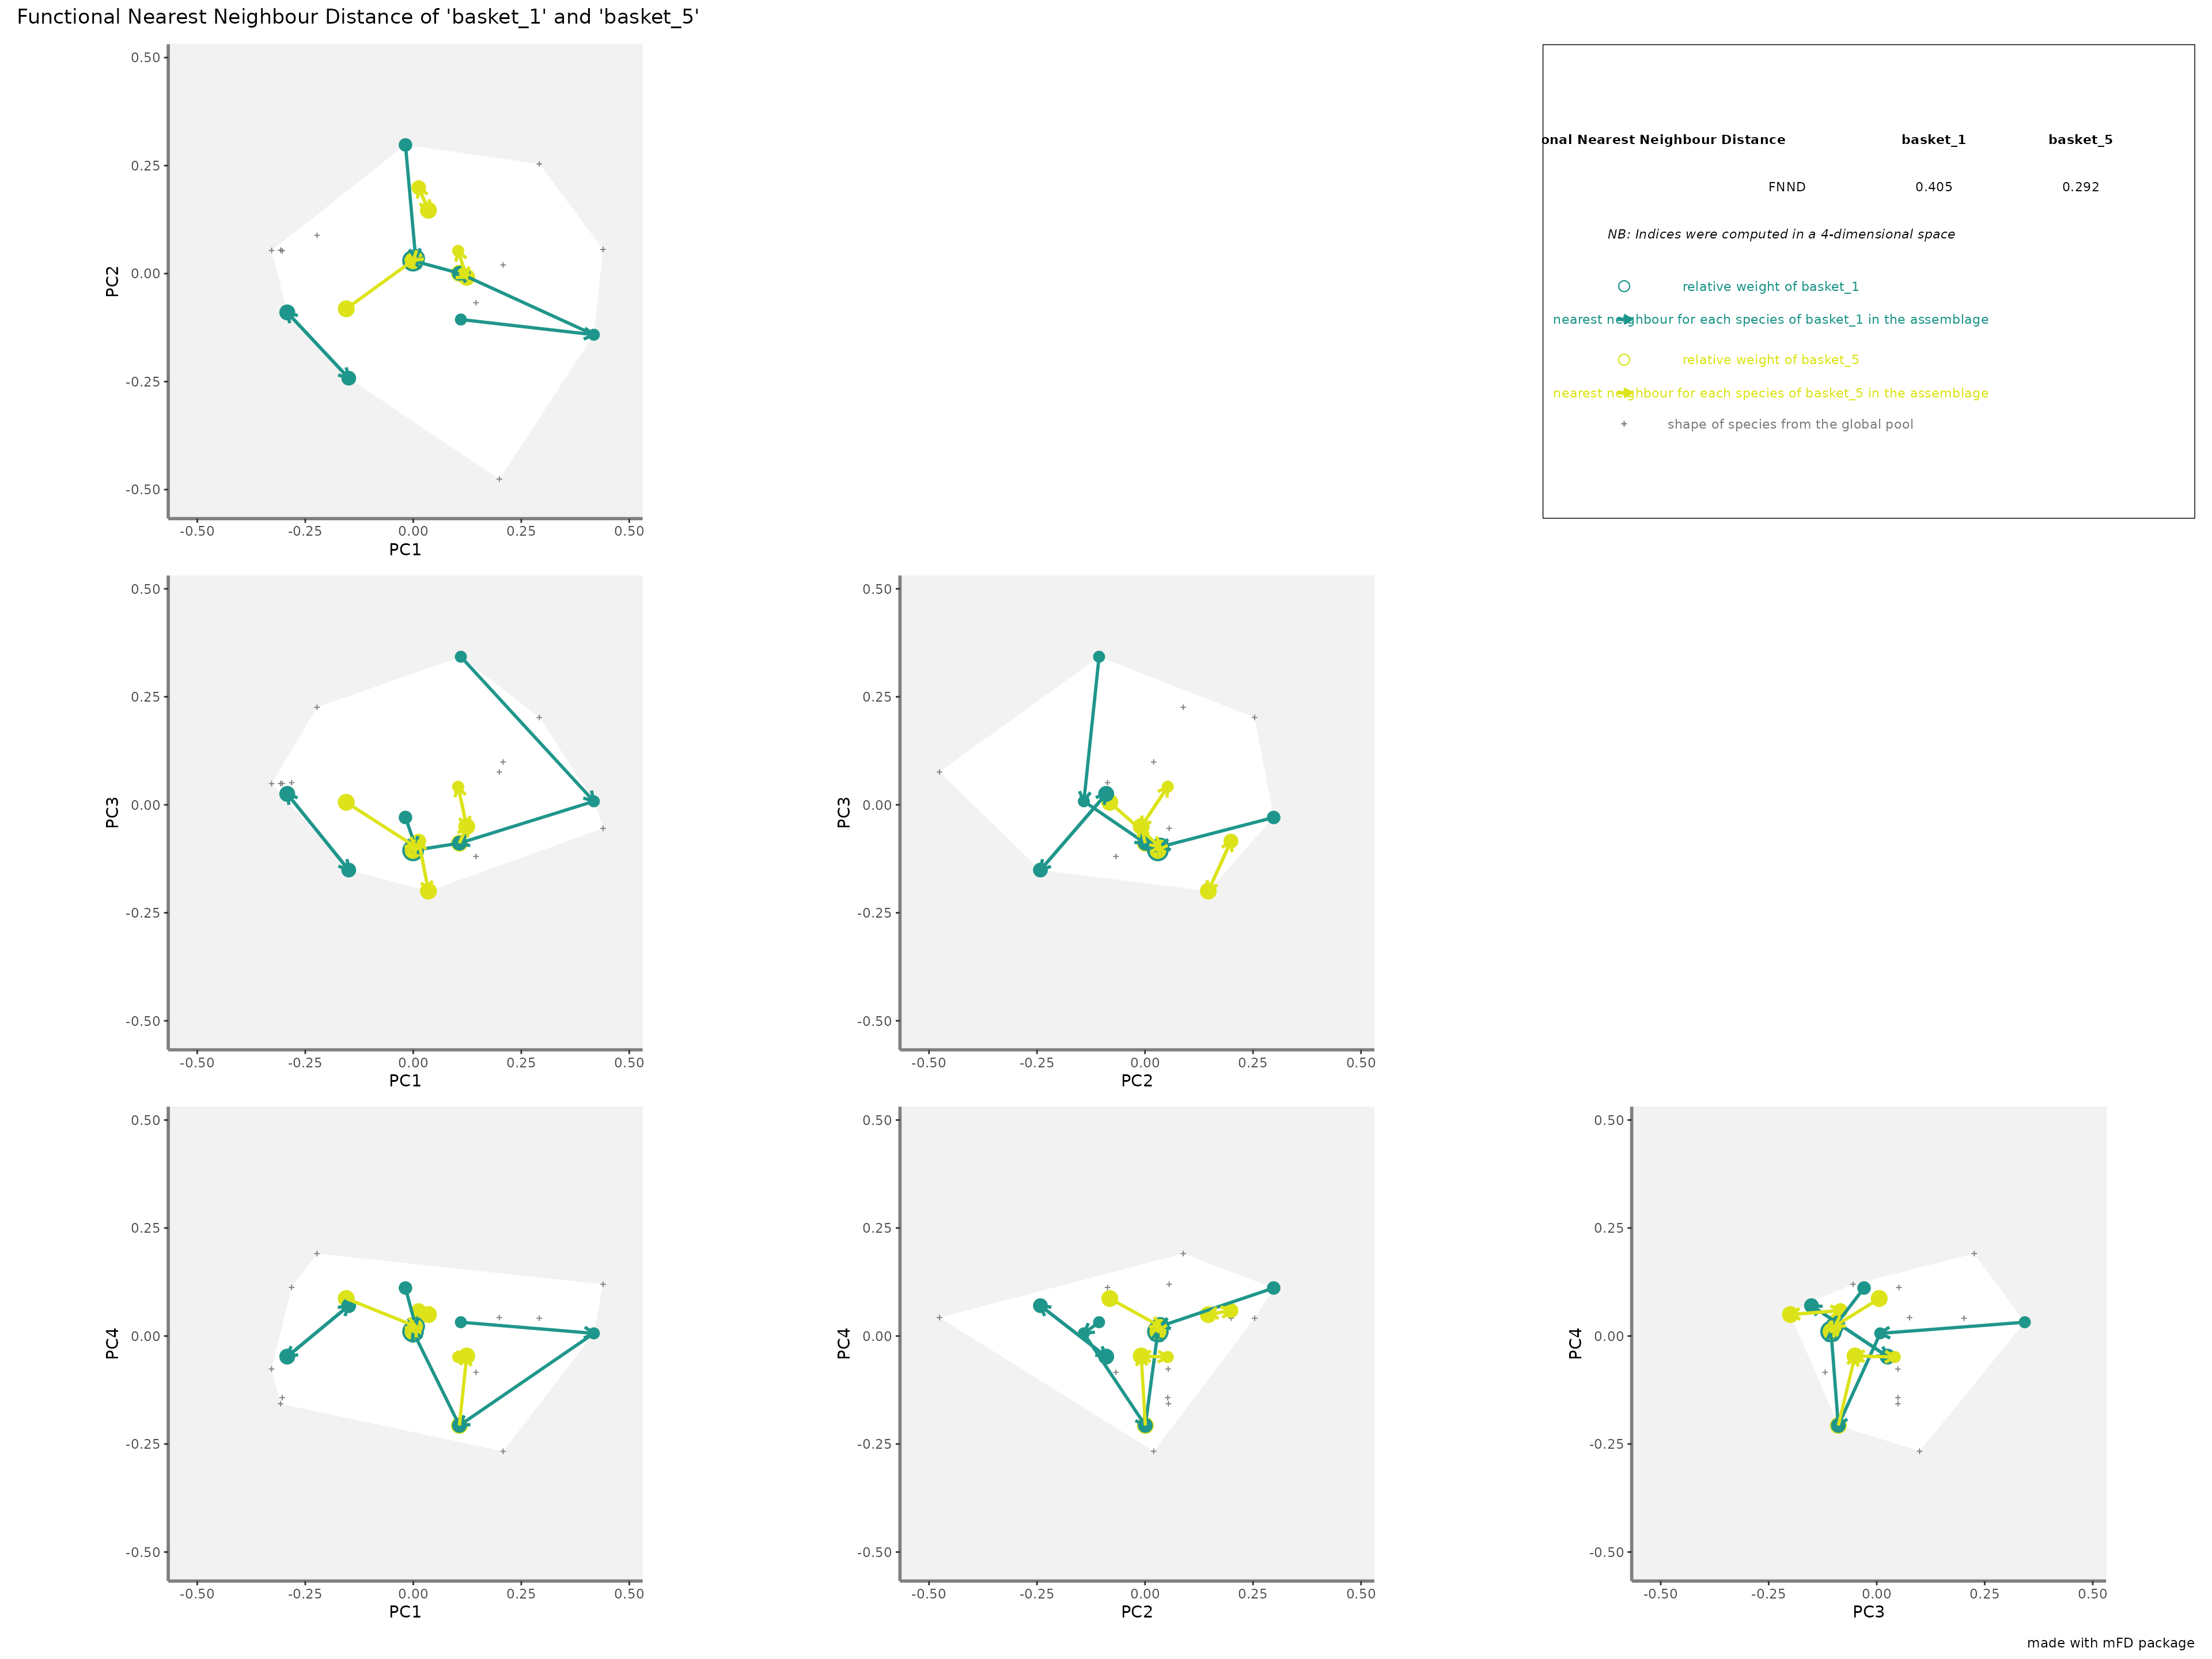 Functional Nearest Neighbour Distance of 'basket_1' and 'basket_5'
0.50
0.25
0.00
-0.25
-0.50
PC2
-0.50 -0.25 0.00 0.25 0.50
PC1
onal Nearest Neighbour Distance basket_1 basket_5
FNND 0.405 0.292
NB: Indices were computed in a 4-dimensional space
relative weight of basket_1
nearest neighbour for each species of basket_1 in the assemblage
relative weight of basket_5
nearest neighbour for each species of basket_5 in the assemblage
shape of species from the global pool
0.50
0.25
0.00
-0.25
-0.50
PC3
-0.50 -0.25 0.00 0.25 0.50
PC1
0.50
0.25
0.00
-0.25
-0.50
PC3
-0.50 -0.25 0.00 0.25 0.50
PC2
0.50
0.25
0.00
-0.25
-0.50
PC4
-0.50 -0.25 0.00 0.25 0.50
PC1
0.50
0.25
0.00
-0.25
-0.50
PC4
-0.50 -0.25 0.00 0.25 0.50
PC2
0.50
0.25
0.00
-0.25
-0.50
PC4
-0.50 -0.25 0.00 0.25 0.50
PC3
made with mFD package